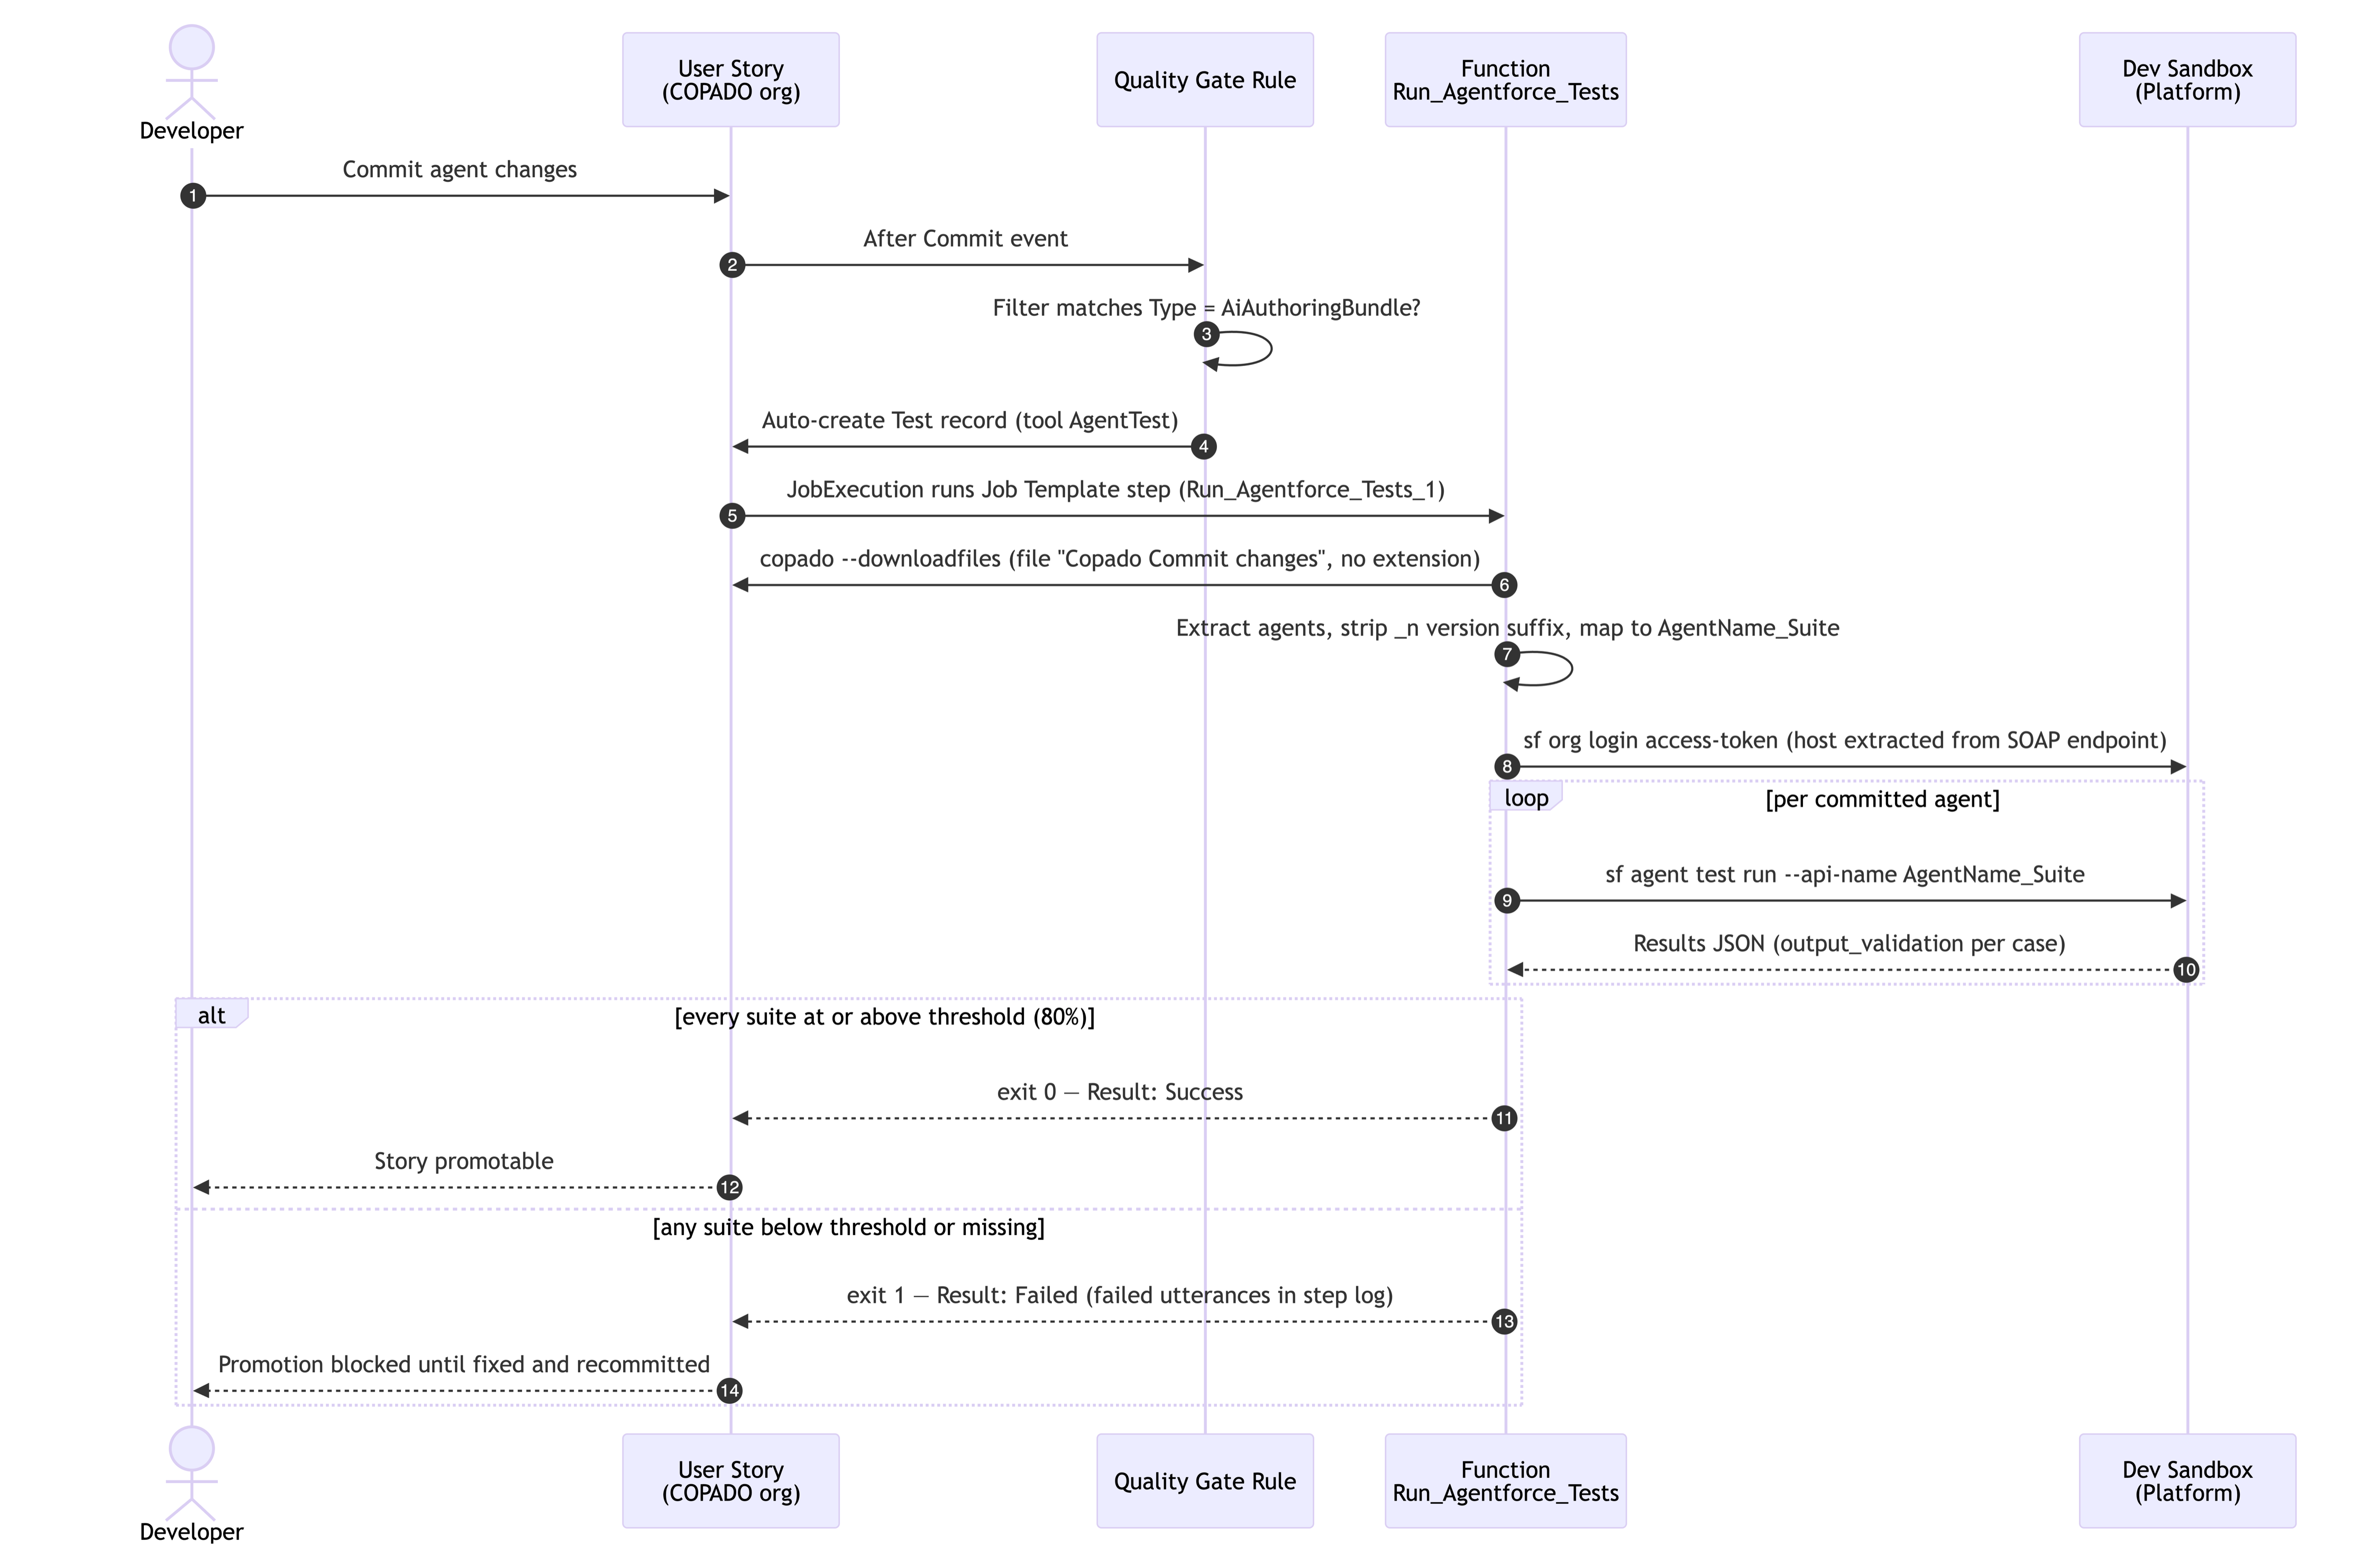 Developer
User Story
(COPADO org)
Quality Gate Rule
Function
Run_Agentforce_Tests
Dev Sandbox
(Platform)
1
Commit agent changes
2
After Commit event
Filter matches Type = AiAuthoringBundle?
3
Auto-create Test record (tool AgentTest)
4
JobExecution runs Job Template step (Run_Agentforce_Tests_1)
5
copado --downloadfiles (file "Copado Commit changes", no extension)
6
Extract agents, strip _n version suffix, map to AgentName_Suite
7
sf org login access-token (host extracted from SOAP endpoint)
8
loop
[per committed agent]
sf agent test run --api-name AgentName_Suite
9
Results JSON (output_validation per case)
10
alt
[every suite at or above threshold (80%)]
exit 0 — Result: Success
11
Story promotable
12
[any suite below threshold or missing]
exit 1 — Result: Failed (failed utterances in step log)
13
Promotion blocked until fixed and recommitted
14
Developer
User Story
(COPADO org)
Quality Gate Rule
Function
Run_Agentforce_Tests
Dev Sandbox
(Platform)